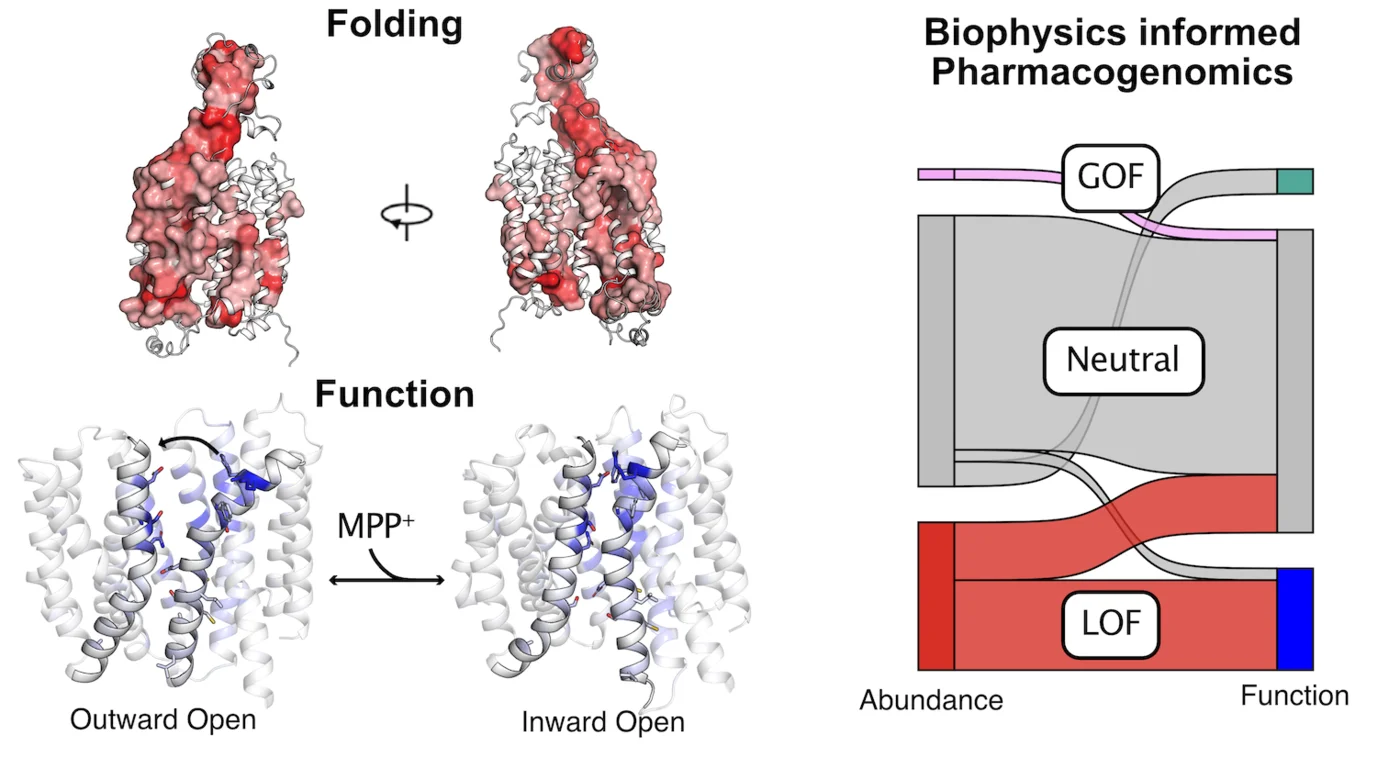 Folding
Function
MPP⁺
Outward Open
Inward Open
Biophysics informed
Pharmacogenomics
GOF
Neutral
LOF
Abundance
Function